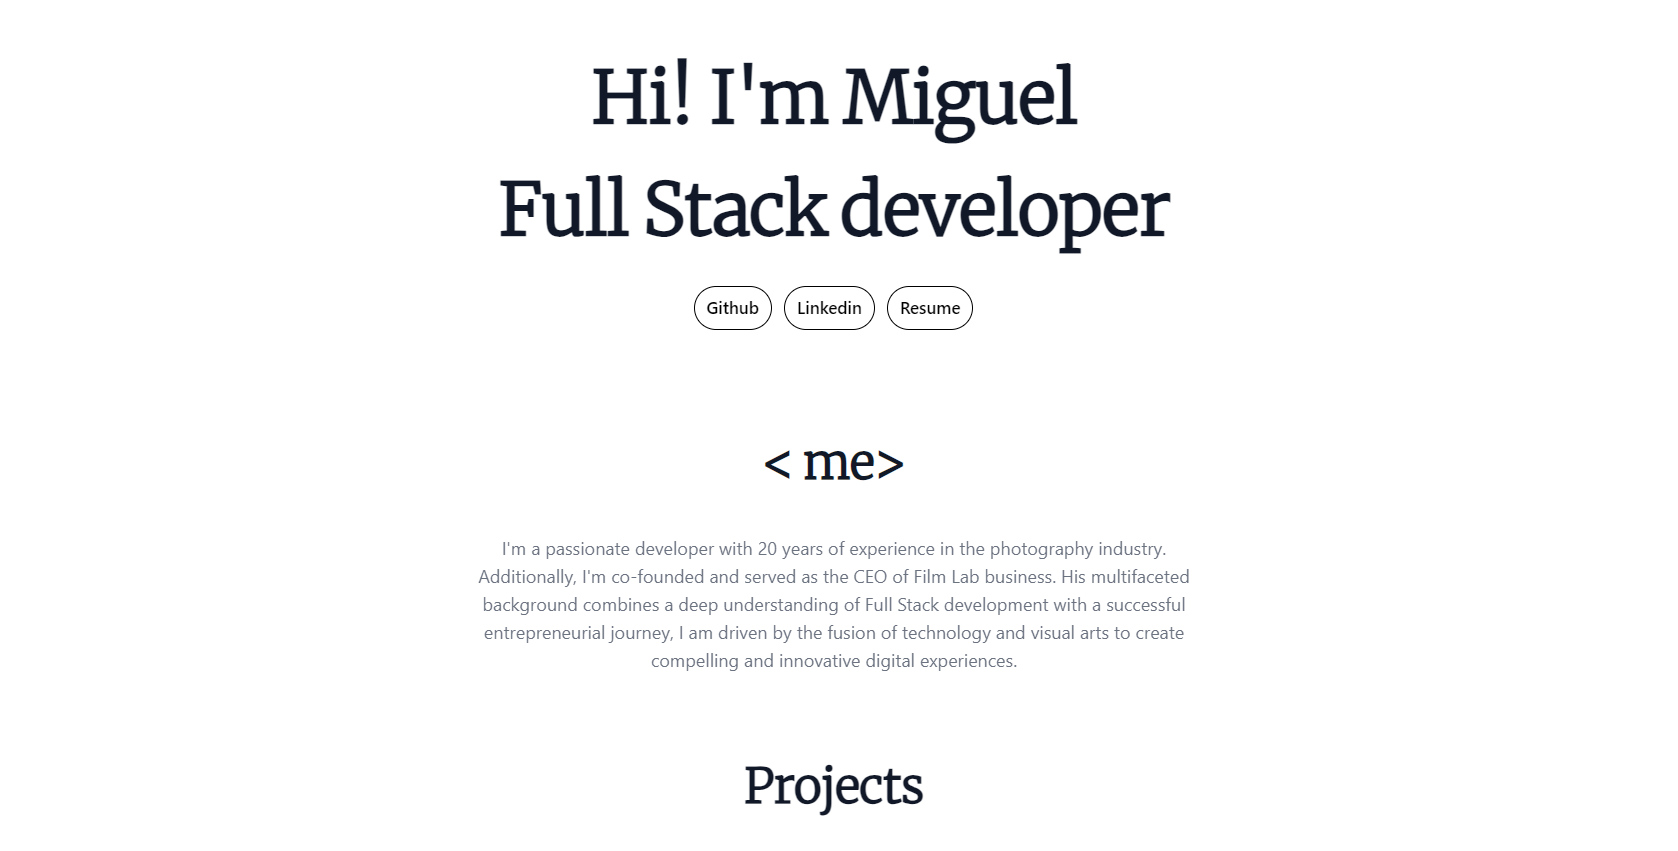 Hi! I'm Miguel
Full Stack developer
Github Linkedin Resume
< me>
I'm a passionate developer with 20 years of experience in the photography industry.
Additionally, I'm co-founded and served as the CEO of Film Lab business. His multifaceted
background combines a deep understanding of Full Stack development with a successful
entrepreneurial journey, I am driven by the fusion of technology and visual arts to create
compelling and innovative digital experiences.
Projects